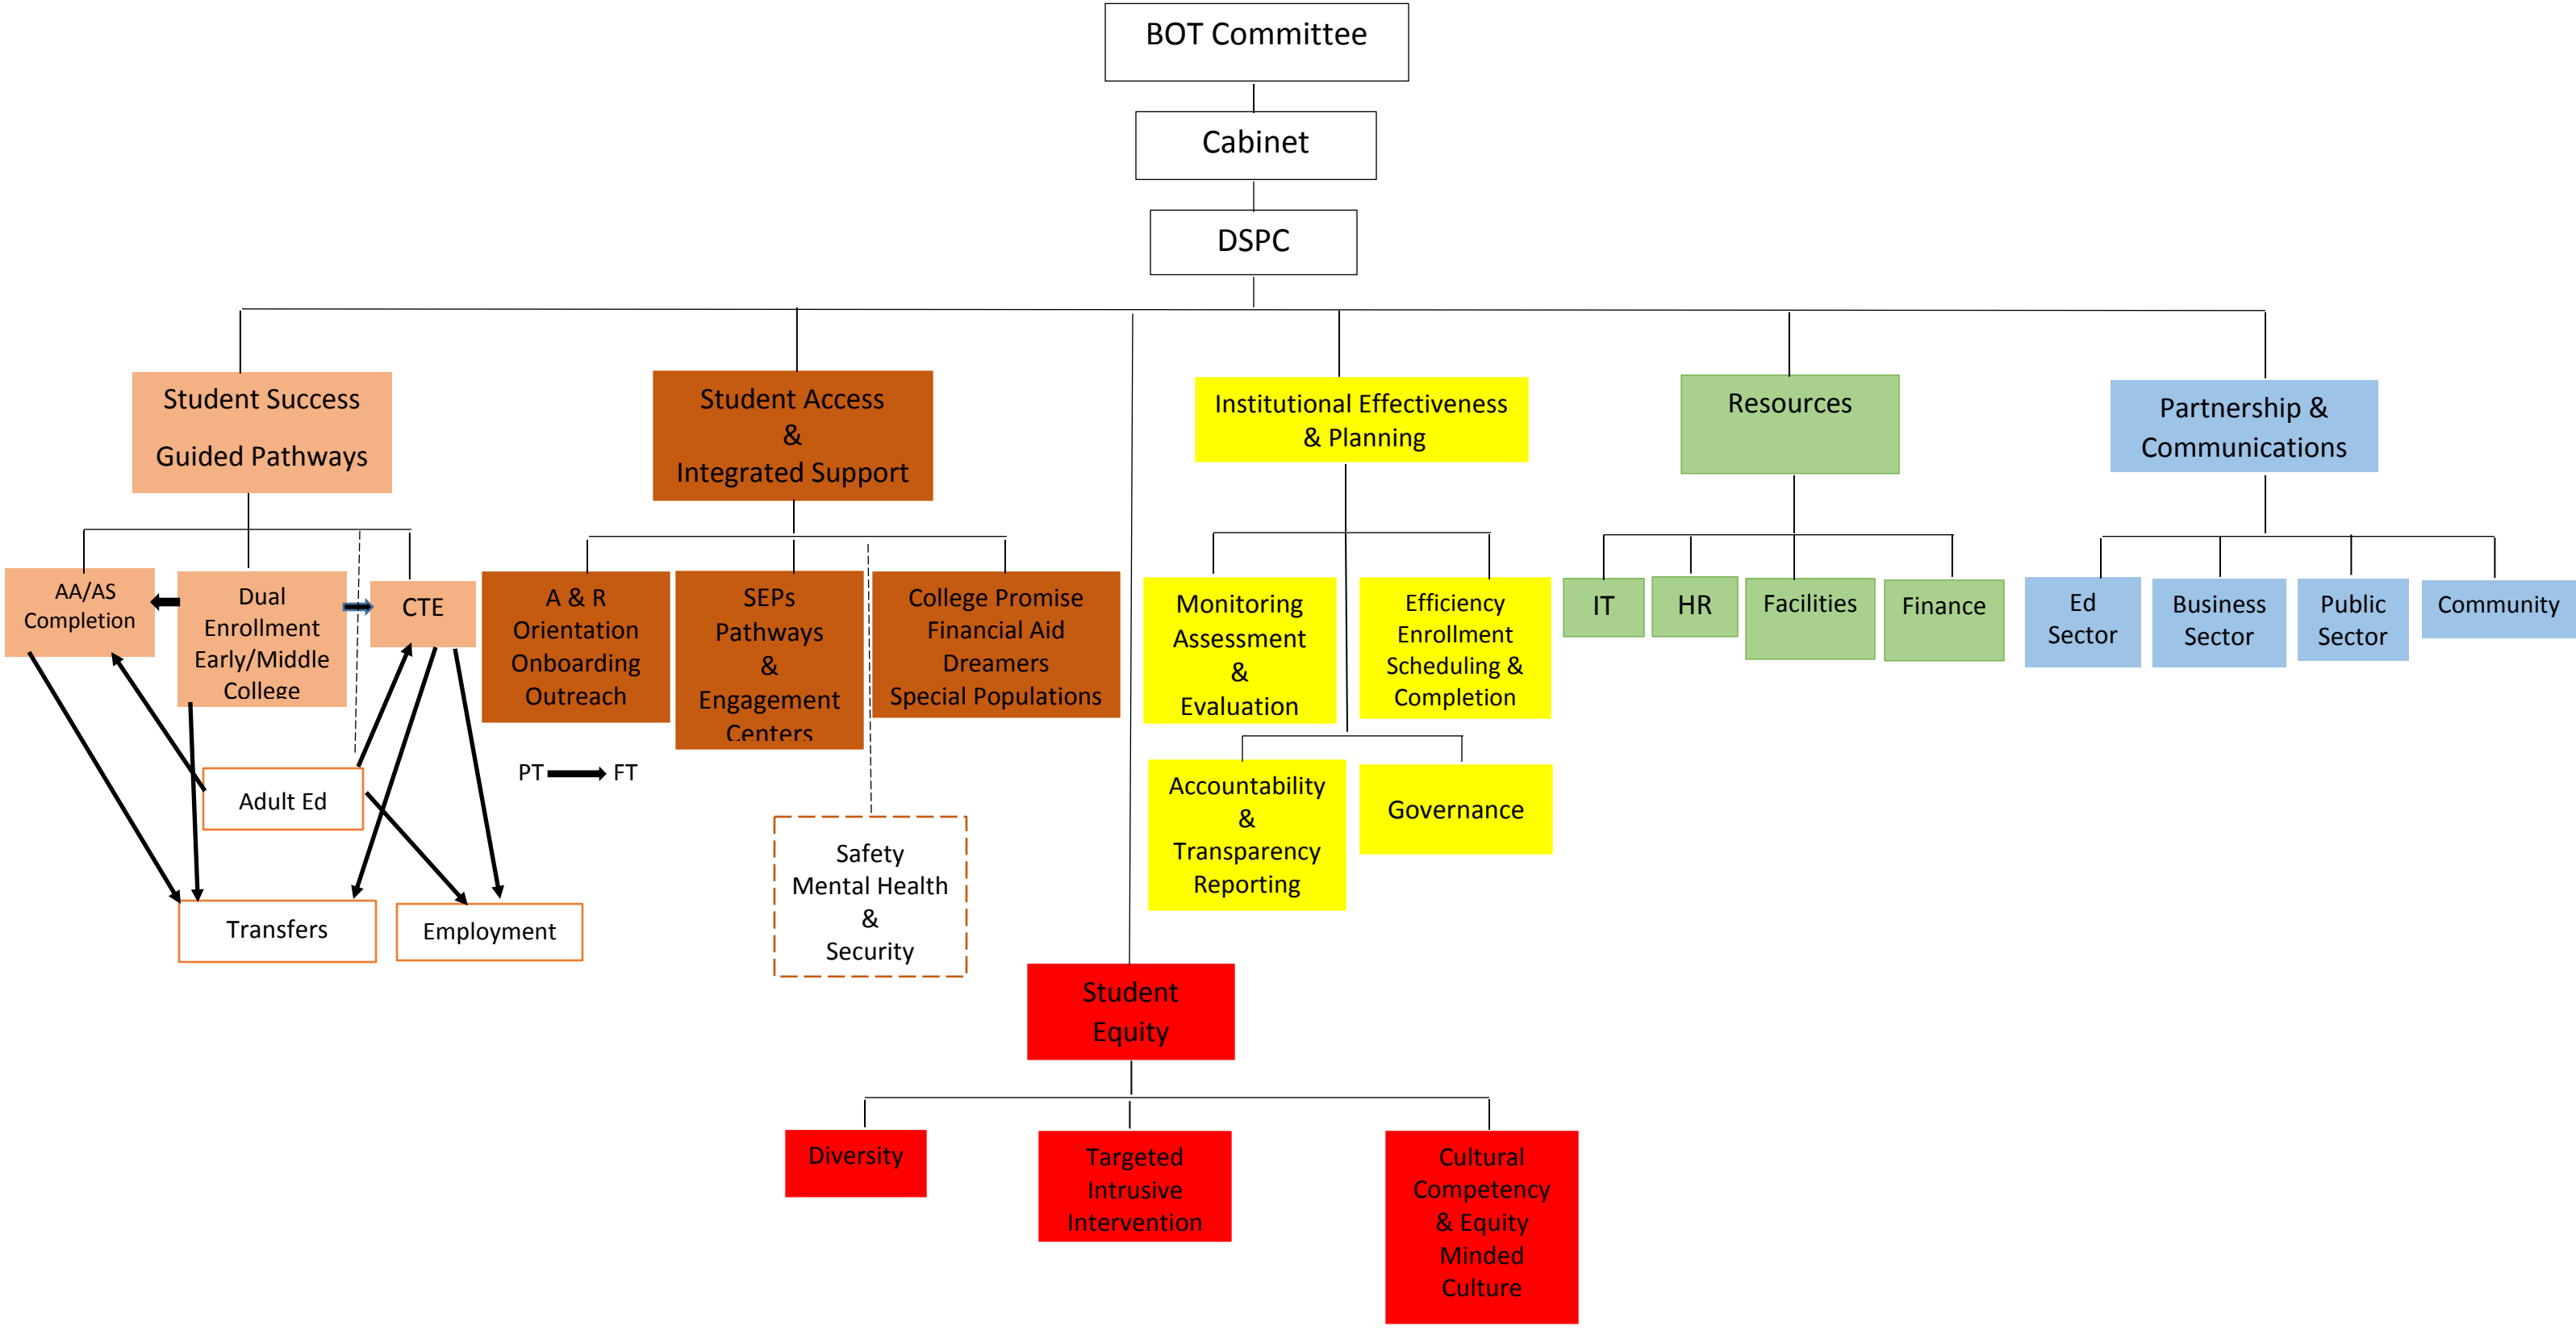 BOT Committee
Cabinet
DSPC
Student Success
Guided Pathways
Student Access
&
Integrated Support
Institutional Effectiveness
& Planning
Resources
Partnership &
Communications
AA/AS
Completion
Dual
Enrollment
Early/Middle
College
CTE
A & R
Orientation
Onboarding
Outreach
SEPs
Pathways
&
Engagement
Centers
College Promise
Financial Aid
Dreamers
Special Populations
Monitoring
Assessment
&
Evaluation
Efficiency
Enrollment
Scheduling &
Completion
IT
HR
Facilities
Finance
Ed
Sector
Business
Sector
Public
Sector
Community
Adult Ed
PT
FT
Accountability
&
Transparency
Reporting
Governance
Safety
Mental Health
&
Security
Transfers
Employment
Student
Equity
Diversity
Targeted
Intrusive
Intervention
Cultural
Competency
& Equity
Minded
Culture